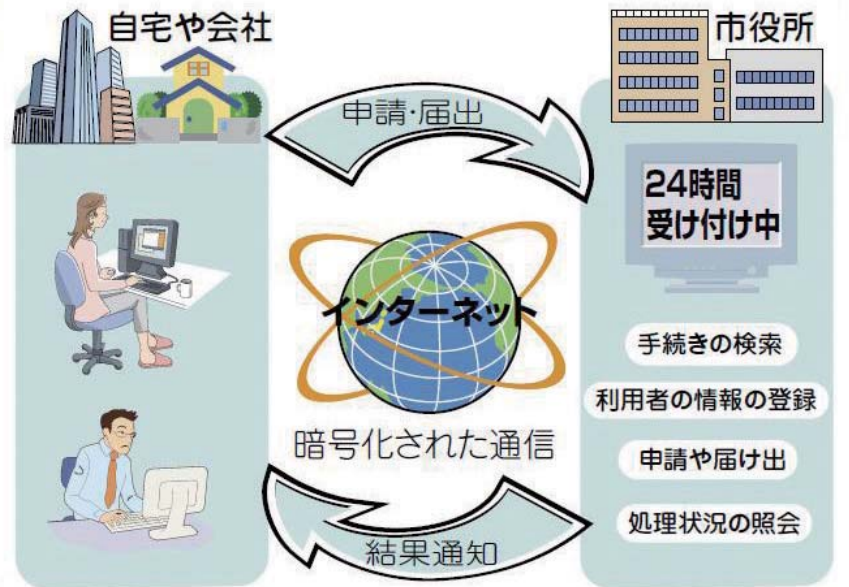 自宅や会社
市役所
申請・届出
24時間
受け付け中
インターネット
暗号化された通信
手続きの検索
利用者の情報の登録
申請や届け出
処理状況の照会
結果通知